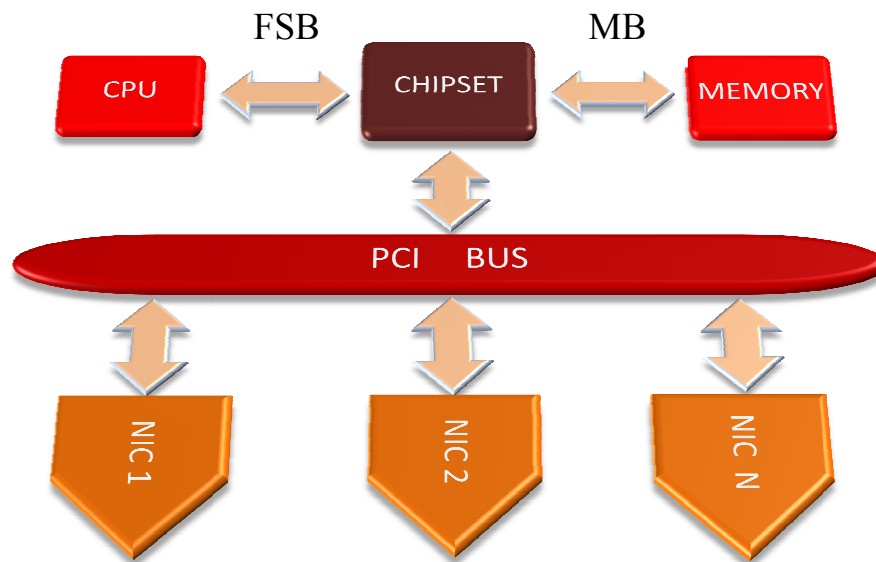 FSB
MB
CPU
CHIPSET
MEMORY
PCI BUS
NIC 1
NIC 2
NIC N